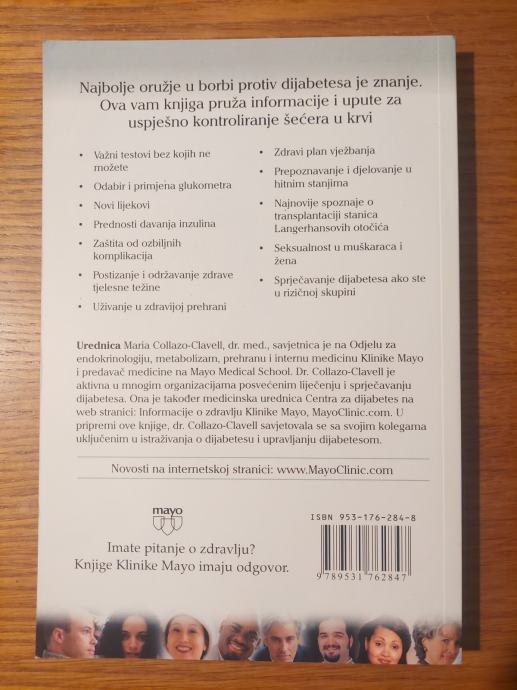 Najbolje oružje u borbi protiv dijabetesa je znanje.
Ova vam knjiga pruža informacije i upute za
uspješno kontroliranje šećera u krvi
• Važni testovi bez kojih ne
možete
• Odabir i primjena glukometra
• Novi lijekovi
• Prednosti davanja inzulina
• Zaštita od ozbiljnih
komplikacija
• Postizanje i održavanje zdrave
tjelesne težine
• Uživanje u zdravijoj prehrani
• Zdravi plan vježbanja
• Prepoznavanje i djelovanje u
hitnim stanjima
• Najnovije spoznaje o
transplantaciji stanica
Langerhansovih otočića
• Seksualnost u muškaraca i
žena
• Sprječavanje dijabetesa ako ste
u rizičnoj skupini
Urednica Maria Collazo-Clavell, dr. med., savjetnica je na Odjelu za
endokrinologiju, metabolizam, prehranu i internu medicinu Klinike Mayo
i predavač medicine na Mayo Medical School. Dr. Collazo-Clavell je
aktivna u mnogim organizacijama posvećenim liječenju i sprječavanju
dijabetesa. Ona je također medicinska urednica Centra za dijabetes na
web stranici: Informacije o zdravlju Klinike Mayo, MayoClinic.com. U
pripremi ove knjige, dr. Collazo-Clavell savjetovala se sa svojim kolegama
uključenim u istraživanja o dijabetesu i upravljanju dijabetesom.
Novosti na internetskoj stranici: www.MayoClinic.com
mayo
Imate pitanje o zdravlju?
Knjige Klinike Mayo imaju odgovor.
ISBN 953-176-284-8
9 789531 762847